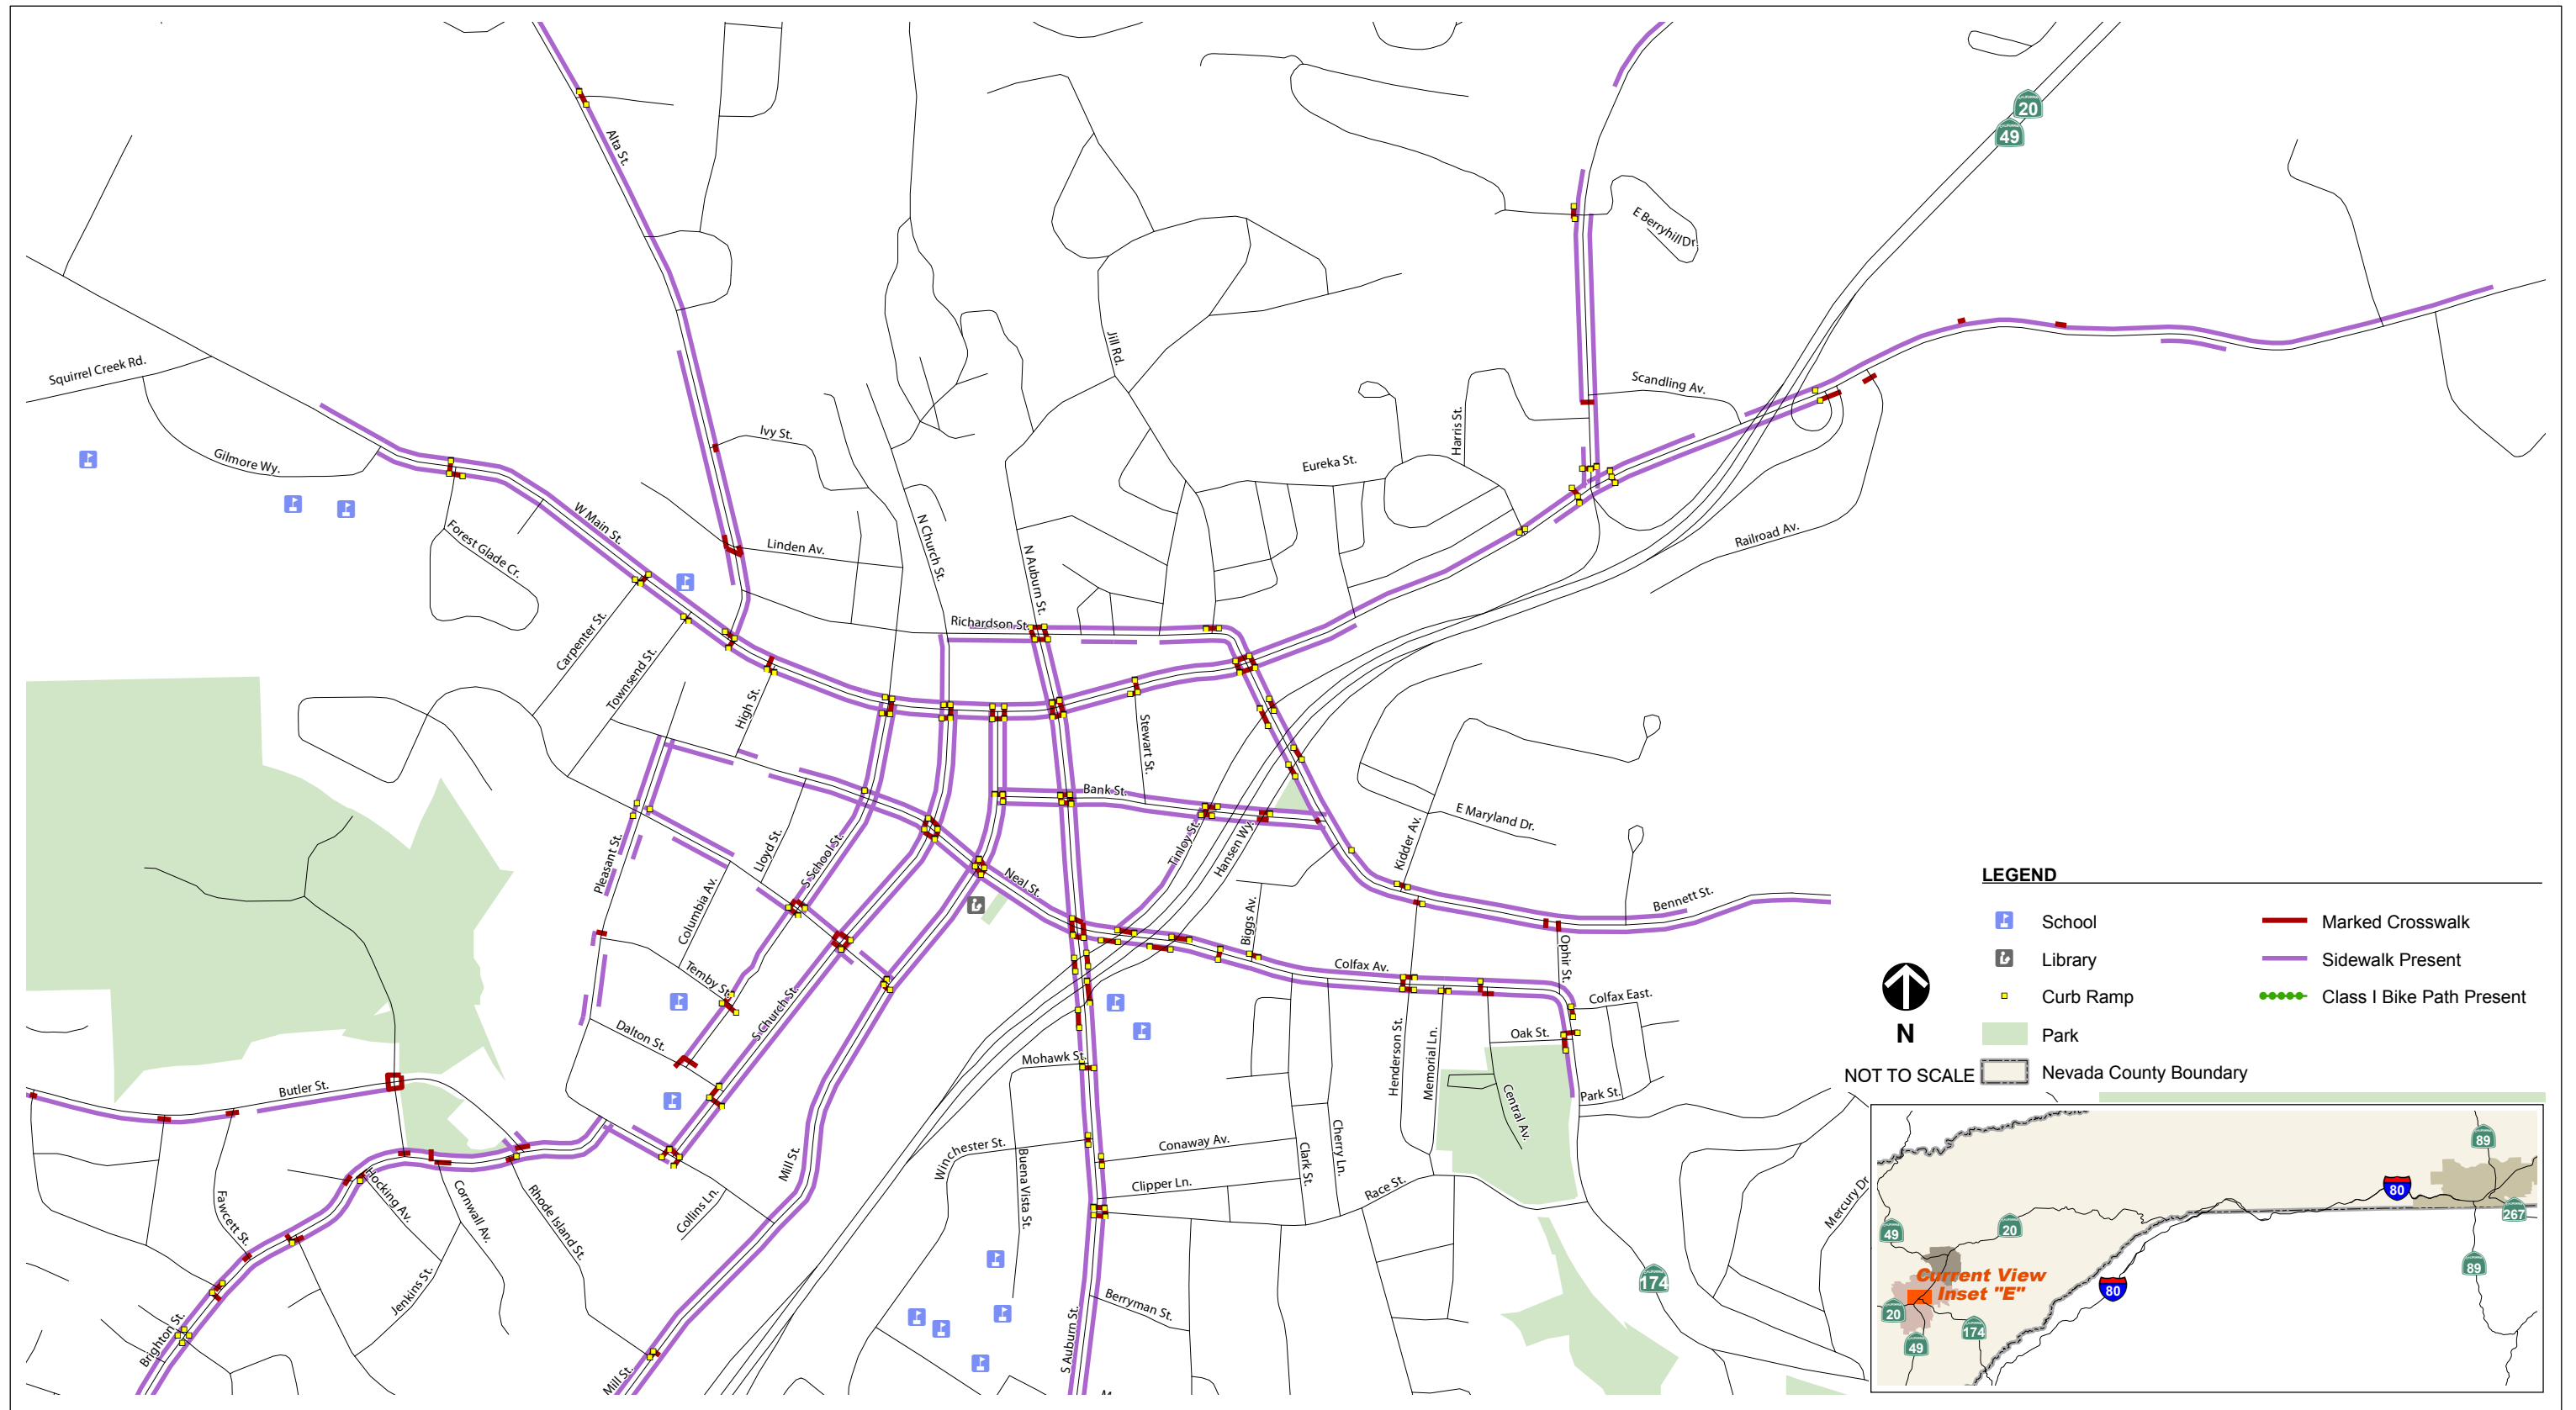 20
49
Alta St.
E Berryhill Dr.
Squirrel Creek Rd.
Jill Rd.
Scandling Av.
Gilmore Wy.
Ivy St.
Harris St.
Eureka St.
W Main St.
Forest Glade Cr.
Linden Av.
N Church St.
N Auburn St.
Railroad Av.
Carpenter St.
Townsend St.
High St.
Richardson St.
Stewart St.
Bank St.
Tinloy St.
Hansen Wy.
Kidder Av.
E Maryland Dr.
Pleasant St.
Lloyd St.
S School St.
Columbia Av.
Neal St.
Biggs Av.
Bennett St.
Temby St.
S Church St.
Colfax Av.
Ophir St.
Colfax East.
Dalton St.
Mohawk St.
Henderson St.
Memorial Ln.
Oak St.
Central Av.
Park St.
Butler St.
Winchester St.
Buena Vista St.
Conaway Av.
Clipper Ln.
Clark St.
Cherry Ln.
Race St.
Mill St.
Collins Ln.
Hocking Av.
Cornwall Av.
Rhode Island St.
Fawcett St.
Jenkins St.
Brighton St.
Mill St.
S Auburn St.
Berryman St.
174
Mercury Dr
LEGEND
School
Library
Curb Ramp
Park
Nevada County Boundary
Marked Crosswalk
Sidewalk Present
Class I Bike Path Present
N
NOT TO SCALE
89
80
267
49
20
89
Current View
Inset "E"
80
20
174
49